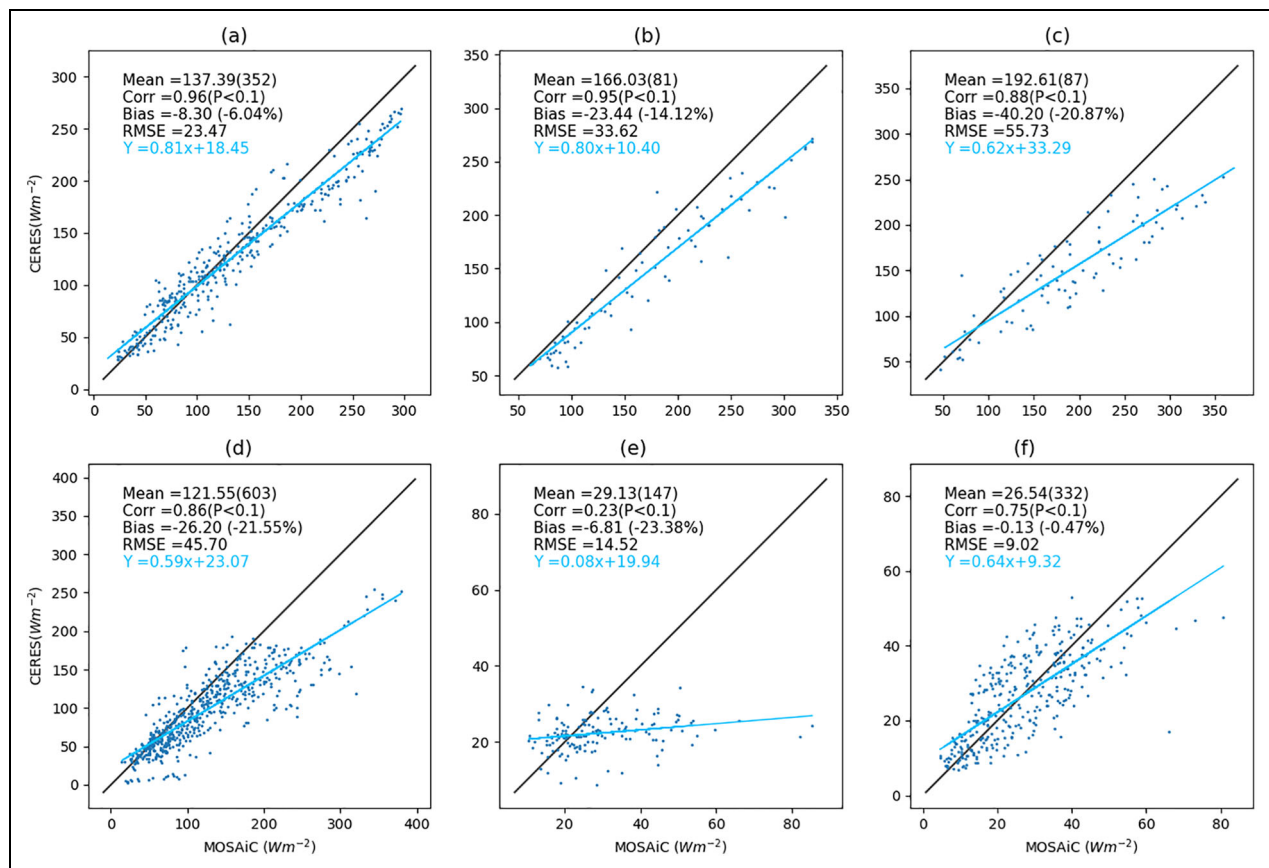 (a)
Mean =137.39(352)
Corr =0.96(P<0.1)
Bias =-8.30 (-6.04%)
RMSE =23.47
Y =0.81x+18.45
CERES(Wm⁻²)
300
250
200
150
100
50
0
0 50 100 150 200 250 300
(b)
Mean =166.03(81)
Corr =0.95(P<0.1)
Bias =-23.44 (-14.12%)
RMSE =33.62
Y =0.80x+10.40
350
300
250
200
150
100
50
50 100 150 200 250 300 350
(c)
Mean =192.61(87)
Corr =0.88(P<0.1)
Bias =-40.20 (-20.87%)
RMSE =55.73
Y =0.62x+33.29
350
300
250
200
150
100
50
50 100 150 200 250 300 350
(d)
Mean =121.55(603)
Corr =0.86(P<0.1)
Bias =-26.20 (-21.55%)
RMSE =45.70
Y =0.59x+23.07
CERES(Wm⁻²)
400
350
300
250
200
150
100
50
0
0 100 200 300 400
MOSAiC (Wm⁻²)
(e)
Mean =29.13(147)
Corr =0.23(P<0.1)
Bias =-6.81 (-23.38%)
RMSE =14.52
Y =0.08x+19.94
80
60
40
20
20 40 60 80
MOSAiC (Wm⁻²)
(f)
Mean =26.54(332)
Corr =0.75(P<0.1)
Bias =-0.13 (-0.47%)
RMSE =9.02
Y =0.64x+9.32
80
60
40
20
0
0 20 40 60 80
MOSAiC (Wm⁻²)